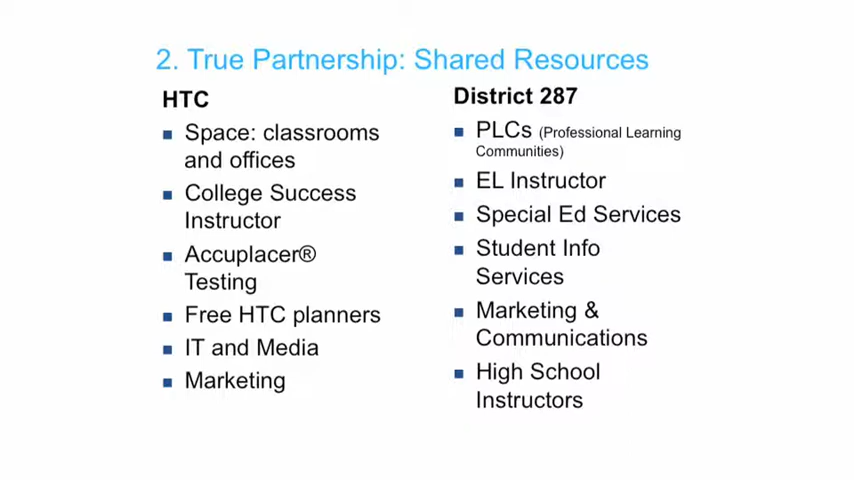 2. True Partnership: Shared Resources
HTC
Space: classrooms
and offices
College Success
Instructor
Accuplacer®
Testing
Free HTC planners
IT and Media
Marketing
District 287
PLCs (Professional Learning
Communities)
EL Instructor
Special Ed Services
Student Info
Services
Marketing &
Communications
High School
Instructors